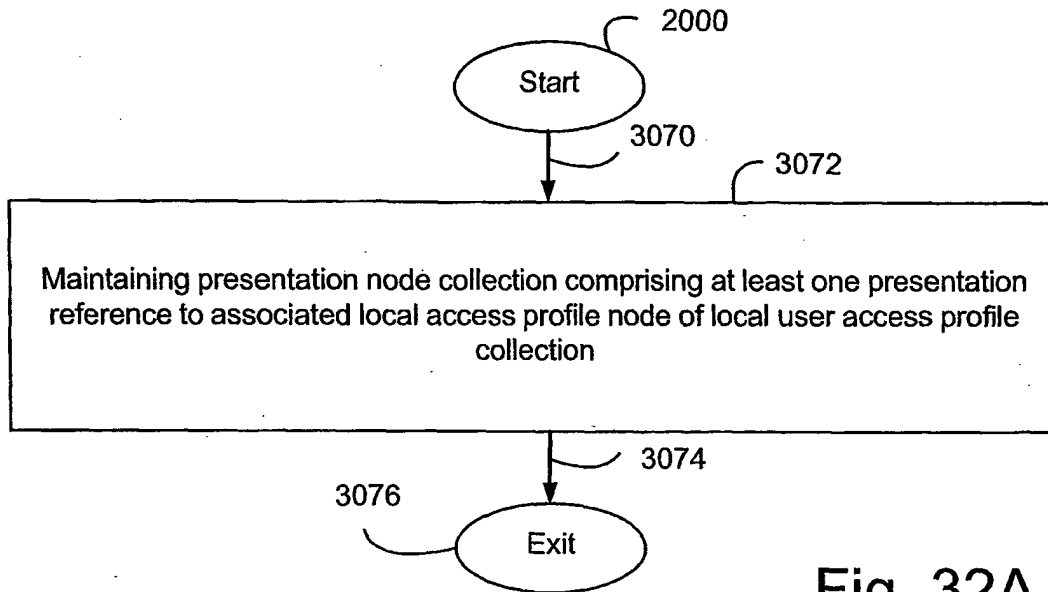 2000
Start
3070
3072
Maintaining presentation node collection comprising at least one presentation
reference to associated local access profile node of local user access profile
collection
3074
3076
Exit
Fig. 32A